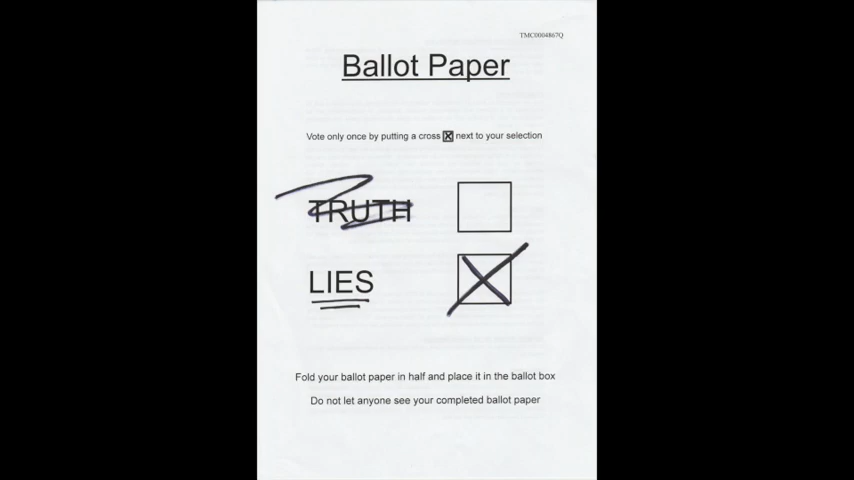 TMC0004867Q
Ballot Paper
Vote only once by putting a cross ☒ next to your selection
TRUTH
LIES
Fold your ballot paper in half and place it in the ballot box
Do not let anyone see your completed ballot paper